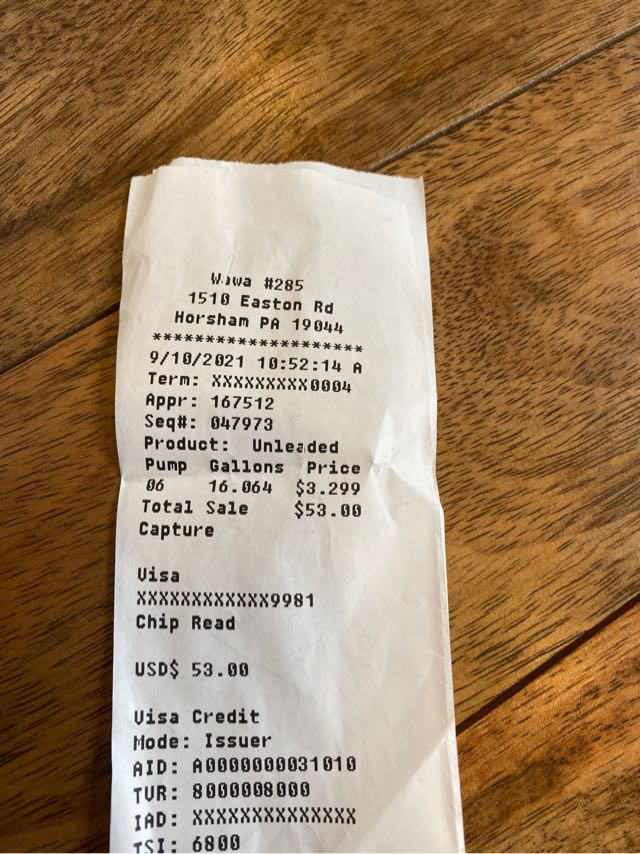 Wawa #285
1510 Easton Rd
Horsham PA 19044
********************
9/10/2021 10:52:14 A
Term: XXXXXXXXX0004
Appr: 167512
Seq#: 047973
Product: Unleaded
Pump Gallons Price
06 16.064 $3.299
Total Sale $53.00
Capture
Visa
XXXXXXXXXXXX9981
Chip Read
USD$ 53.00
Visa Credit
Mode: Issuer
AID: A0000000031010
TVR: 8000008000
IAD: XXXXXXXXXXXXXX
TSI: 6800